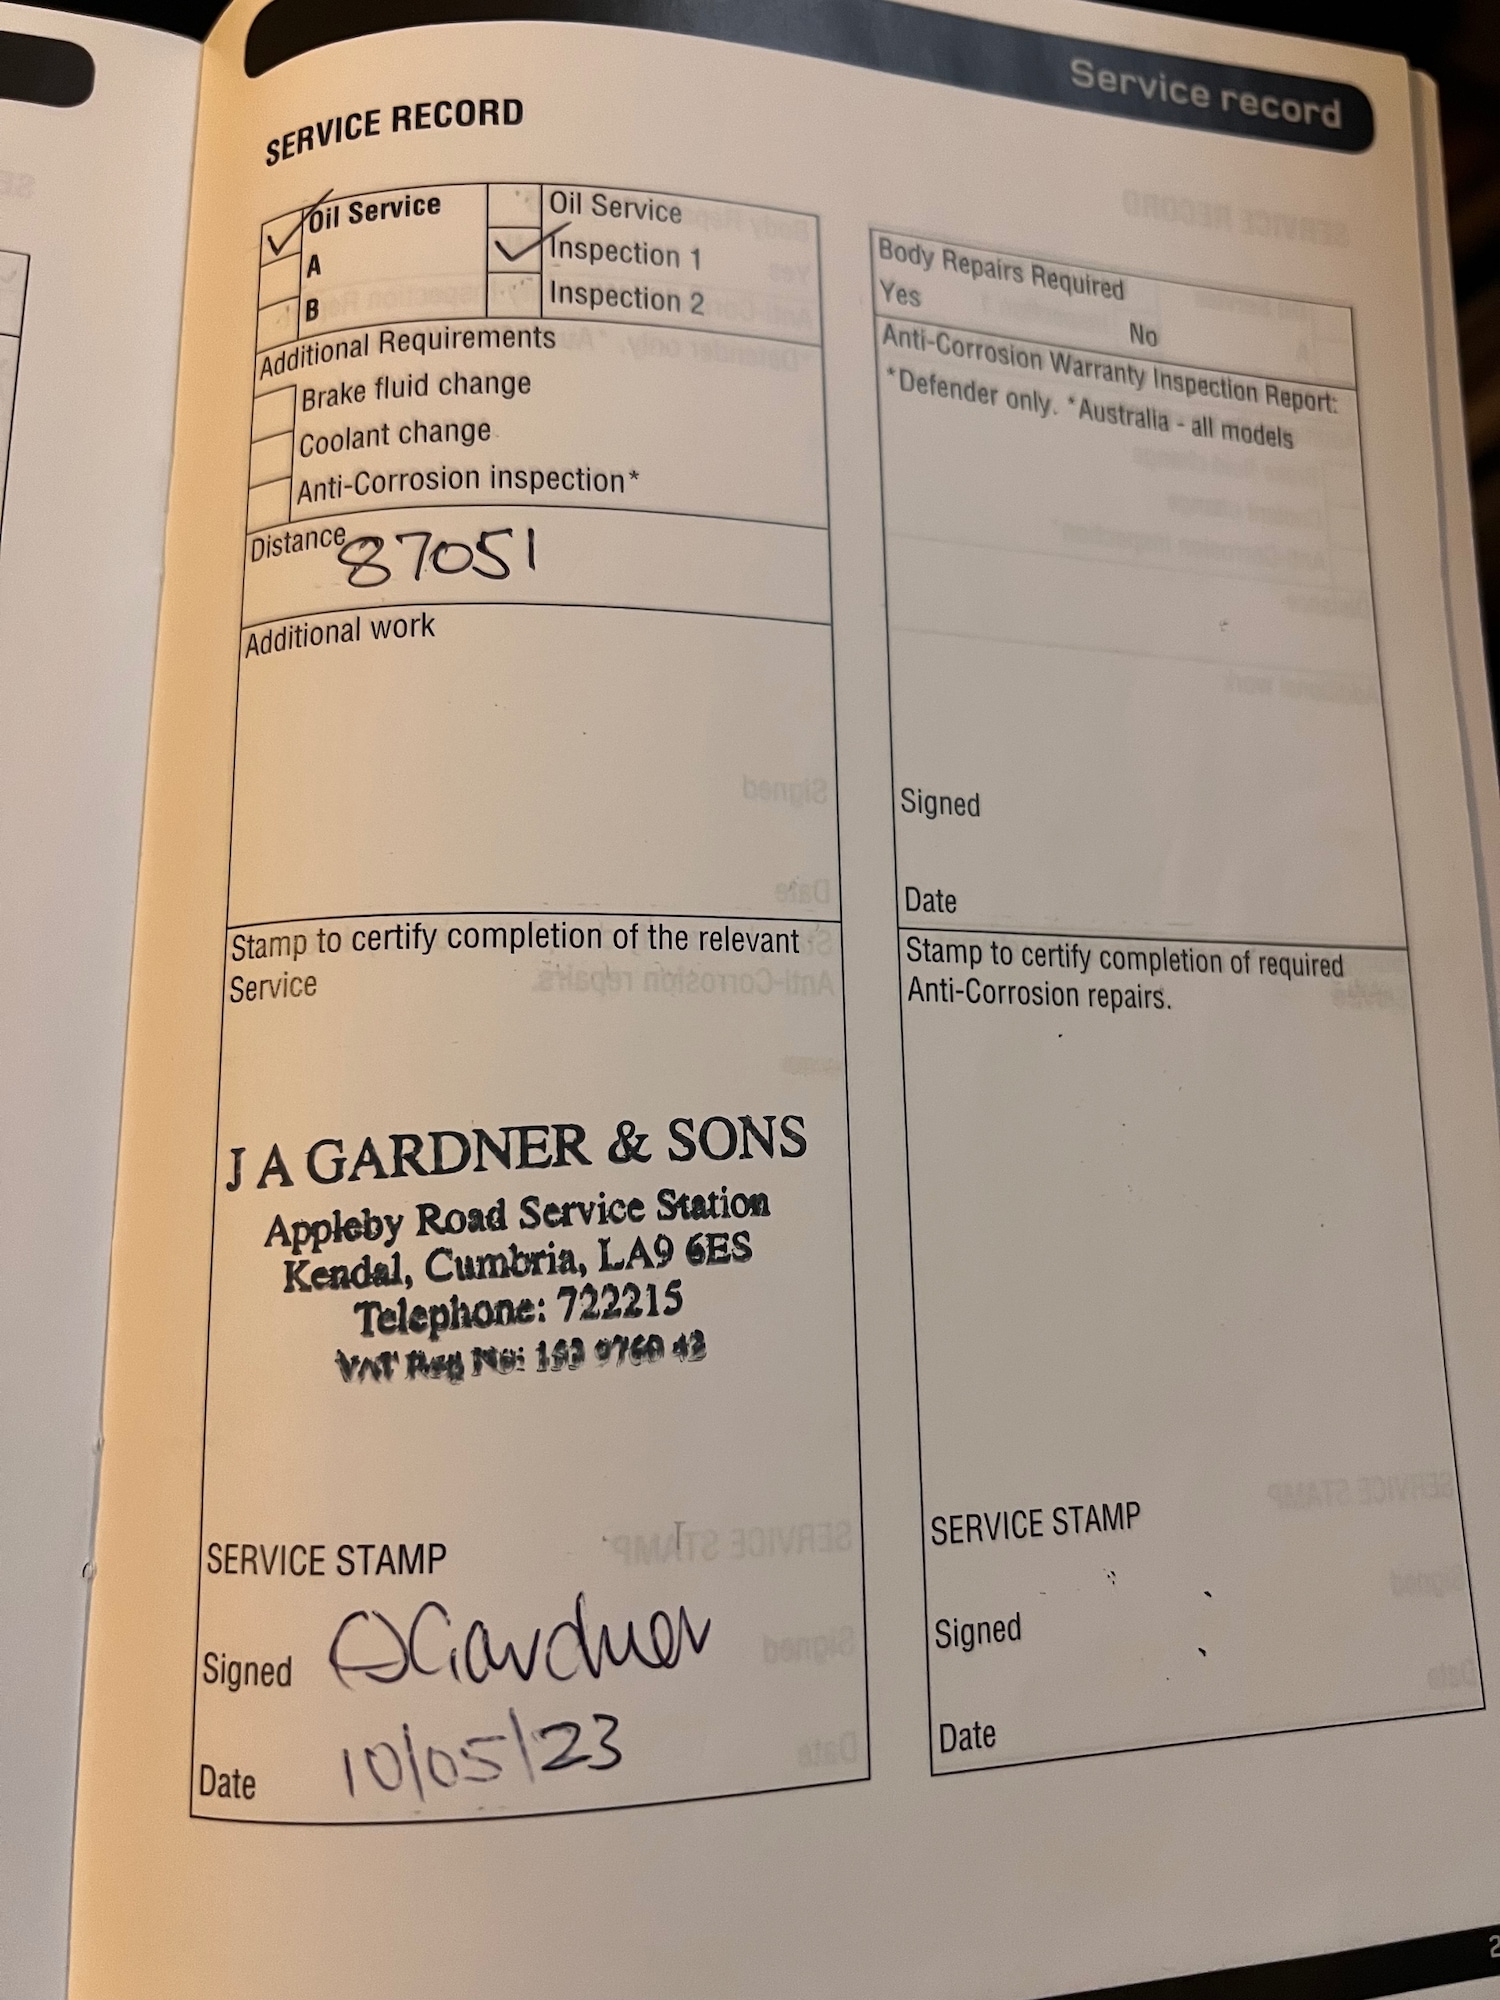 Service record
SERVICE RECORD
✓ Oil Service
A
B
Oil Service
✓ Inspection 1
Inspection 2
Additional Requirements
Brake fluid change
Coolant change
Anti-Corrosion inspection*
Distance 87051
Additional work
Stamp to certify completion of the relevant
Service
J A GARDNER & SONS
Appleby Road Service Station
Kendal, Cumbria, LA9 6ES
Telephone: 722215
VAT Reg No:
SERVICE STAMP
Signed AGardner
Date 10/05/23
Body Repairs Required
Yes No
Anti-Corrosion Warranty Inspection Report:
*Defender only. *Australia - all models
Signed
Date
Stamp to certify completion of required
Anti-Corrosion repairs.
SERVICE STAMP
Signed
Date